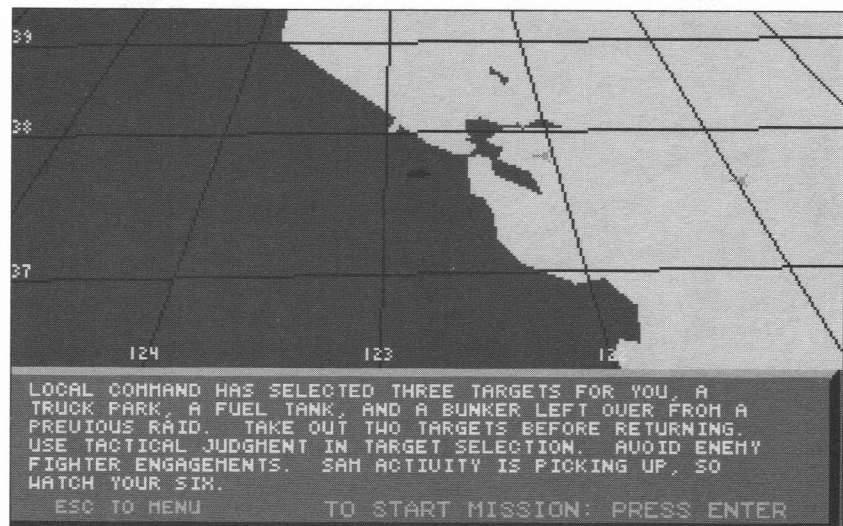 39
38
37
124 123 12
LOCAL COMMAND HAS SELECTED THREE TARGETS FOR YOU, A
TRUCK PARK, A FUEL TANK, AND A BUNKER LEFT OVER FROM A
PREVIOUS RAID. TAKE OUT TWO TARGETS BEFORE RETURNING.
USE TACTICAL JUDGMENT IN TARGET SELECTION. AVOID ENEMY
FIGHTER ENGAGEMENTS. SAM ACTIVITY IS PICKING UP, SO
WATCH YOUR SIX.
ESC TO MENU TO START MISSION: PRESS ENTER